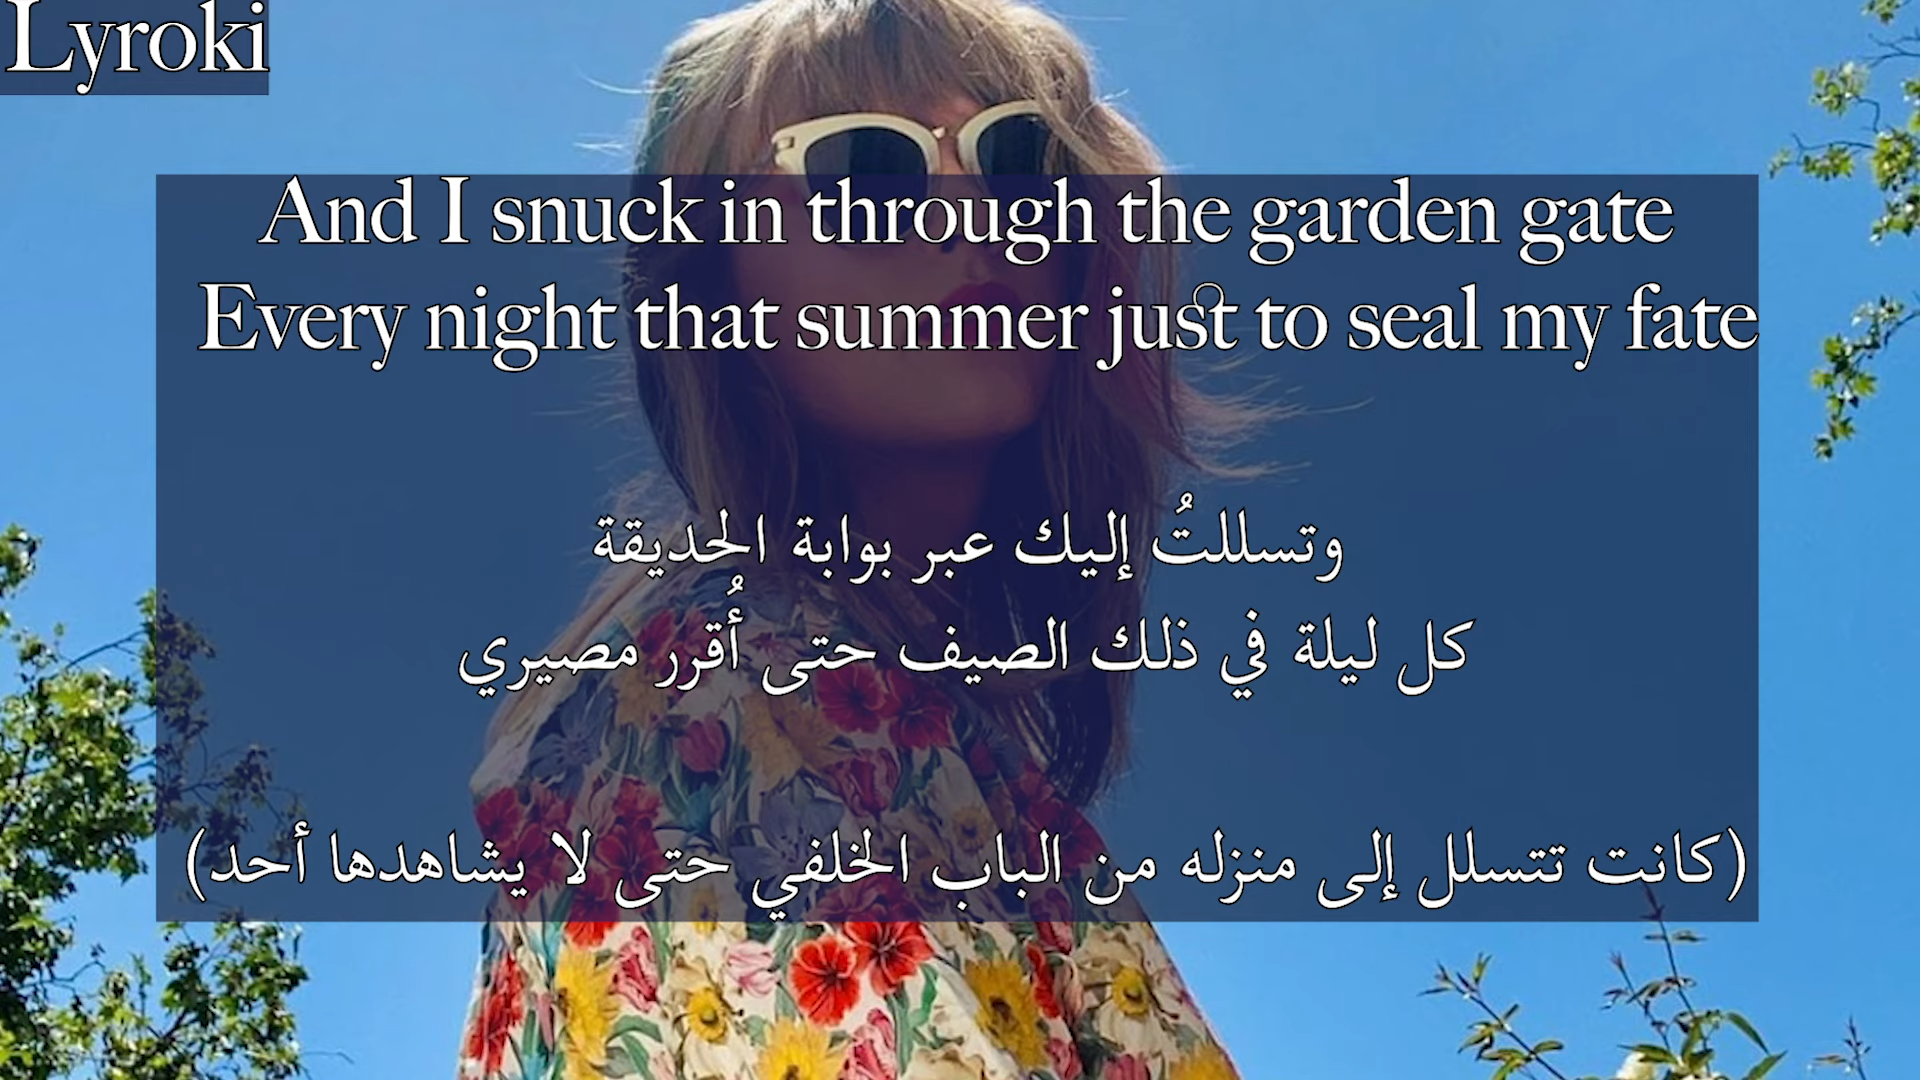 Lyroki
And I snuck in through the garden gate
Every night that summer just to seal my fate
وتسللتُ إليك عبر بوابة الحديقة
كل ليلة في ذلك الصيف حتى أُقرر مصيري
(كانت تتسلل إلى منزله من الباب الخلفي حتى لا يشاهدها أحد)